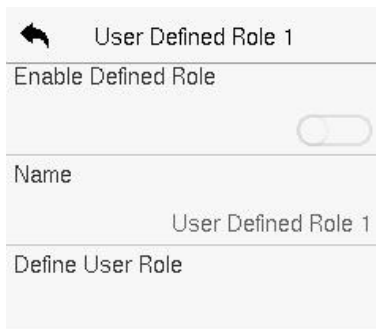 User Defined Role 1
Enable Defined Role
Name
User Defined Role 1
Define User Role